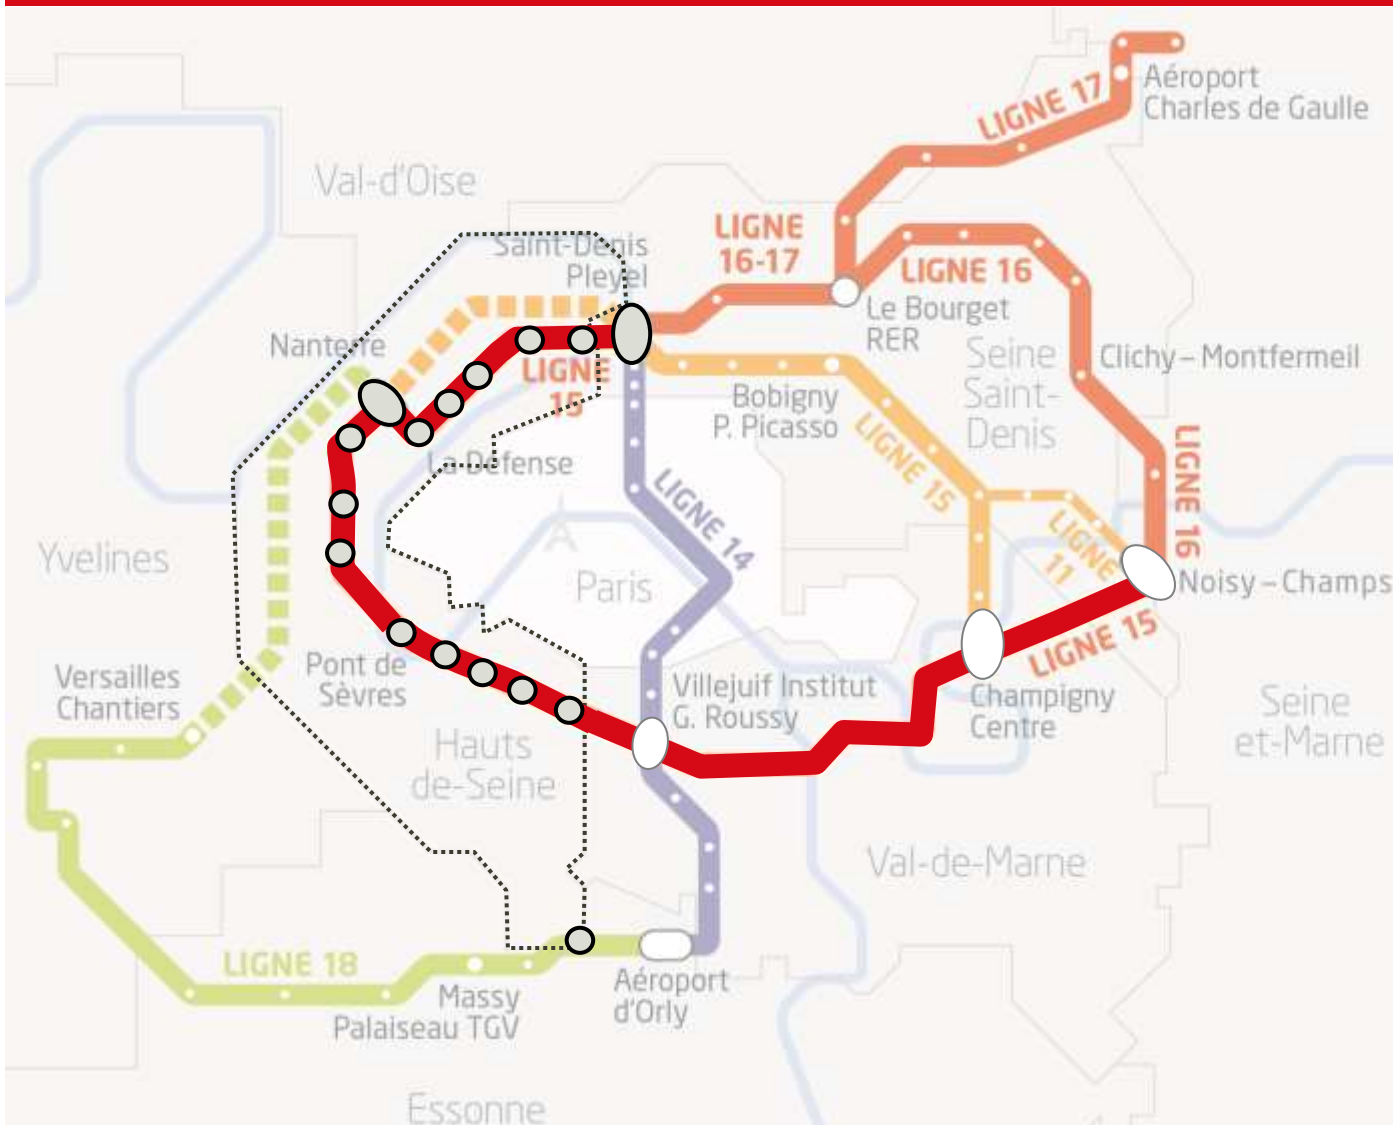 LIGNE 17
Aéroport
Charles de Gaulle
Val-d'Oise
LIGNE
16-17
Saint-Denis
Pleyel
LIGNE 16
Le Bourget
RER
Nanterre
Seine
Saint-
Denis
Clichy – Montfermeil
LIGNE
15
Bobigny
P. Picasso
LIGNE 15
La Défense
LIGNE 14
LIGNE 16
LIGNE
11
Yvelines
Paris
Noisy – Champs
LIGNE 15
Pont de
Sèvres
Versailles
Chantiers
Villejuif Institut
G. Roussy
Champigny
Centre
Seine
et-Marne
Hauts
de-Seine
Val-de-Marne
LIGNE 18
Massy
Palaiseau TGV
Aéroport
d'Orly
Essonne